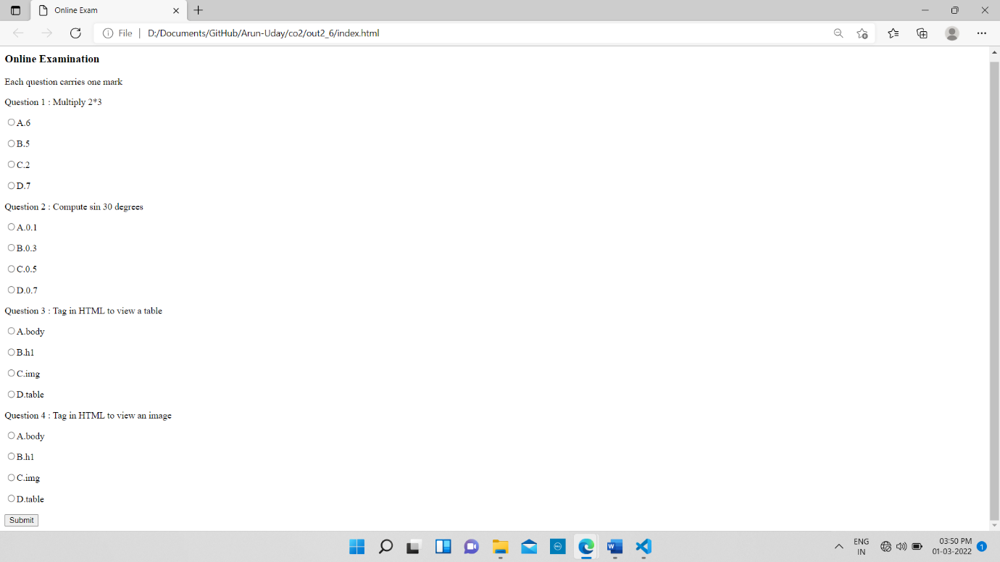 Online Exam
File | D:/Documents/GitHub/Arun-Uday/co2/out2_6/index.html
Online Examination
Each question carries one mark
Question 1 : Multiply 2*3
A.6
B.5
C.2
D.7
Question 2 : Compute sin 30 degrees
A.0.1
B.0.3
C.0.5
D.0.7
Question 3 : Tag in HTML to view a table
A.body
B.h1
C.img
D.table
Question 4 : Tag in HTML to view an image
A.body
B.h1
C.img
D.table
Submit
ENG
IN
03:50 PM
01-03-2022
1